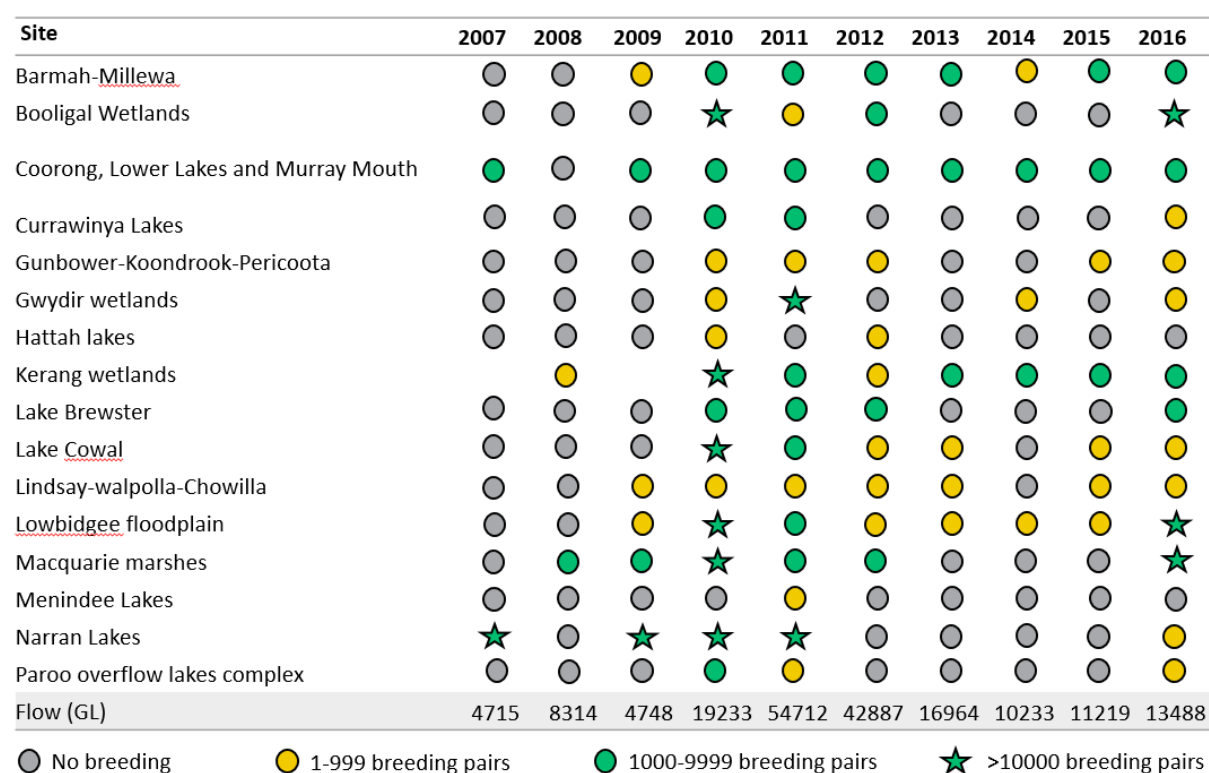 Site 2007 2008 2009 2010 2011 2012 2013 2014 2015 2016
Barmah-Millewa
Booligal Wetlands
Coorong, Lower Lakes and Murray Mouth
Currawinya Lakes
Gunbower-Koondrook-Pericoota
Gwydir wetlands
Hattah lakes
Kerang wetlands
Lake Brewster
Lake Cowal
Lindsay-walpolla-Chowilla
Lowbidgee floodplain
Macquarie marshes
Menindee Lakes
Narran Lakes
Paroo overflow lakes complex
Flow (GL) 4715 8314 4748 19233 54712 42887 16964 10233 11219 13488
No breeding 1-999 breeding pairs 1000-9999 breeding pairs >10000 breeding pairs